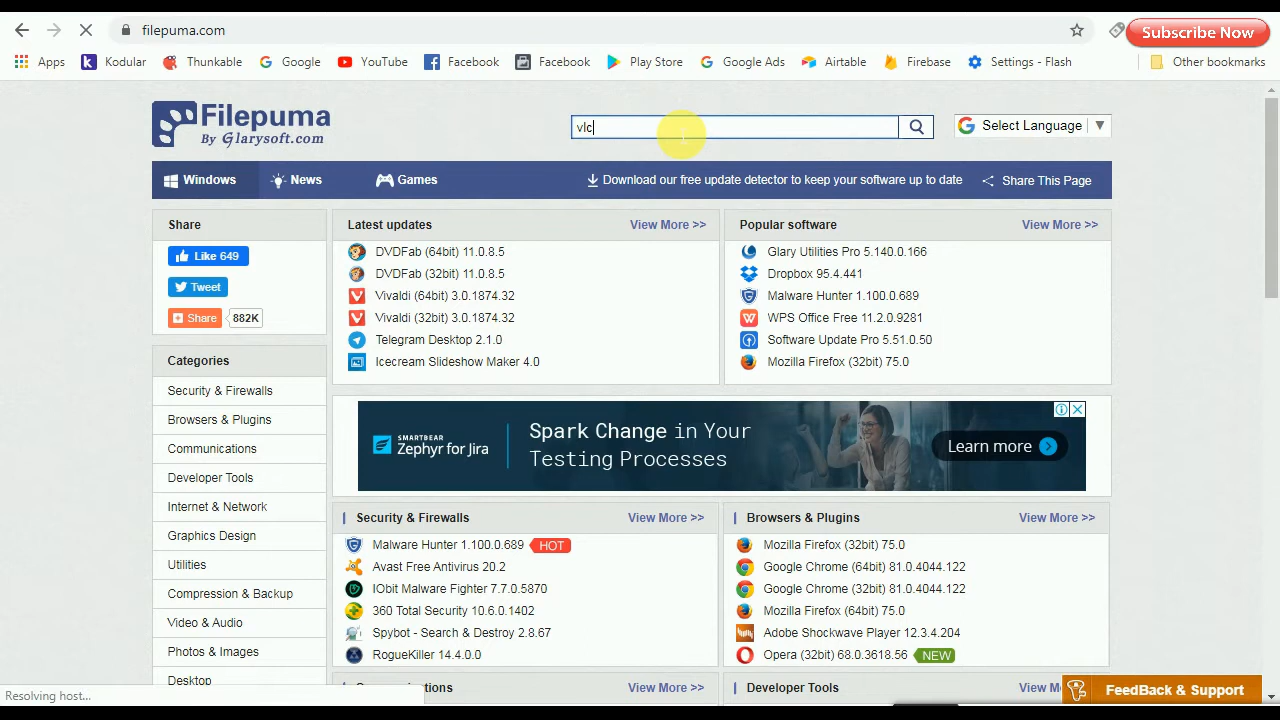 filepuma.com
Subscribe Now
Apps Kodular Thunkable Google YouTube Facebook Facebook Play Store Google Ads Airtable Firebase Settings - Flash Other bookmarks
Filepuma
By Glarysoft.com
vlc
Select Language ▼
Windows News Games Download our free update detector to keep your software up to date Share This Page
Share
Like 649
Tweet
Share 882K
Latest updates View More >>
DVDFab (64bit) 11.0.8.5
DVDFab (32bit) 11.0.8.5
Vivaldi (64bit) 3.0.1874.32
Vivaldi (32bit) 3.0.1874.32
Telegram Desktop 2.1.0
Icecream Slideshow Maker 4.0
Popular software View More >>
Glary Utilities Pro 5.140.0.166
Dropbox 95.4.441
Malware Hunter 1.100.0.689
WPS Office Free 11.2.0.9281
Software Update Pro 5.51.0.50
Mozilla Firefox (32bit) 75.0
Categories
Security & Firewalls
Browsers & Plugins
Communications
Developer Tools
Internet & Network
Graphics Design
Utilities
Compression & Backup
Video & Audio
Photos & Images
Desktop
SMARTBEAR
Zephyr for Jira
Spark Change in Your
Testing Processes
Learn more
Security & Firewalls View More >>
Malware Hunter 1.100.0.689 HOT
Avast Free Antivirus 20.2
IObit Malware Fighter 7.7.0.5870
360 Total Security 10.6.0.1402
Spybot - Search & Destroy 2.8.67
RogueKiller 14.4.0.0
Browsers & Plugins View More >>
Mozilla Firefox (32bit) 75.0
Google Chrome (64bit) 81.0.4044.122
Google Chrome (32bit) 81.0.4044.122
Mozilla Firefox (64bit) 75.0
Adobe Shockwave Player 12.3.4.204
Opera (32bit) 68.0.3618.56 NEW
View More >>
Developer Tools
FeedBack & Support
Resolving host...